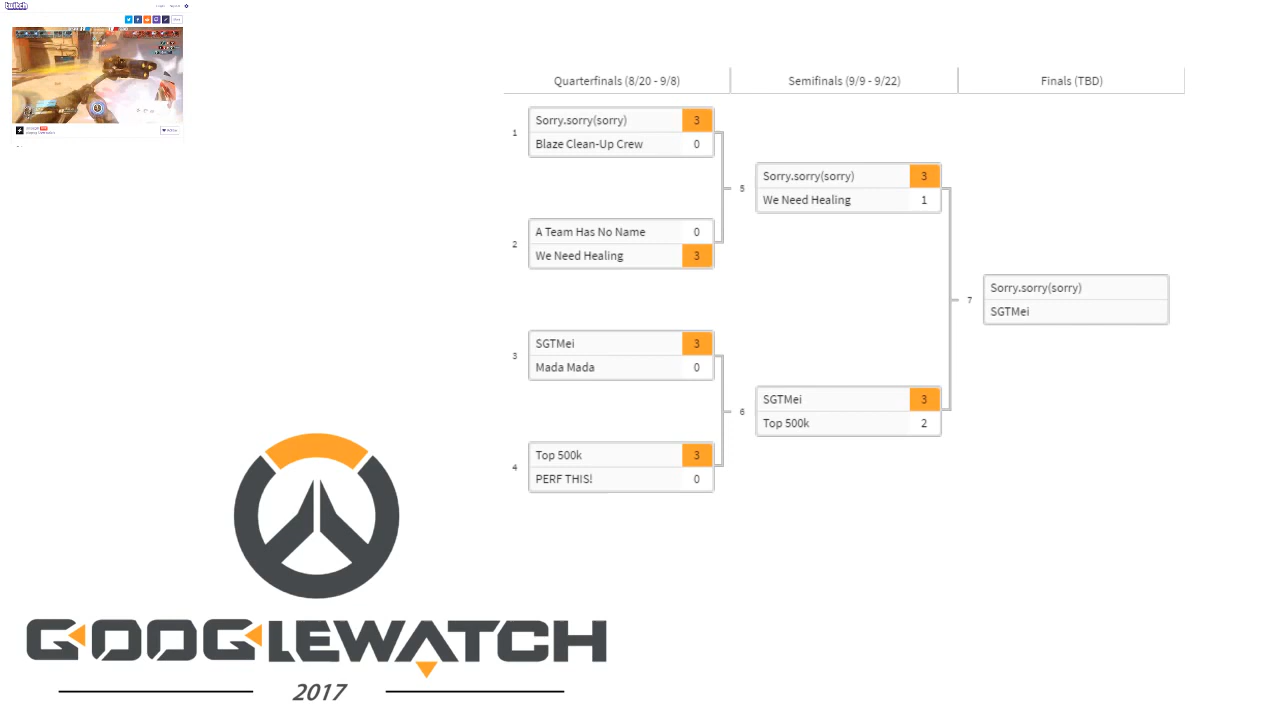 twitch
Quarterfinals (8/20 - 9/8)
Semifinals (9/9 - 9/22)
Finals (TBD)
1
Sorry.sorry(sorry) 3
Blaze Clean-Up Crew 0
2
A Team Has No Name 0
We Need Healing 3
3
SGTMei 3
Mada Mada 0
4
Top 500k 3
PERF THIS! 0
5
Sorry.sorry(sorry) 3
We Need Healing 1
6
SGTMei 3
Top 500k 2
7
Sorry.sorry(sorry)
SGTMei
GOOGLEWATCH
2017